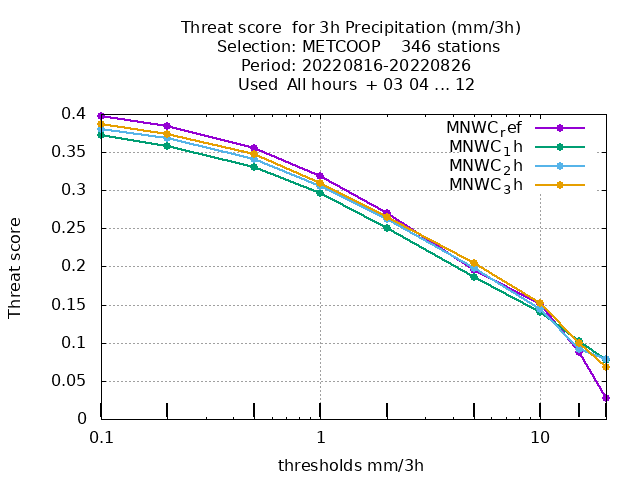 Threat score  for 3h Precipitation (mm/3h)
Selection: METCOOP    346 stations
Period: 20220816-20220826
Used  All hours  + 03 04 ... 12
MNWC_ref
MNWC_1h
MNWC_2h
MNWC_3h
0.4
0.35
0.3
0.25
0.2
0.15
0.1
0.05
0
Threat score
0.1 1 10
thresholds mm/3h